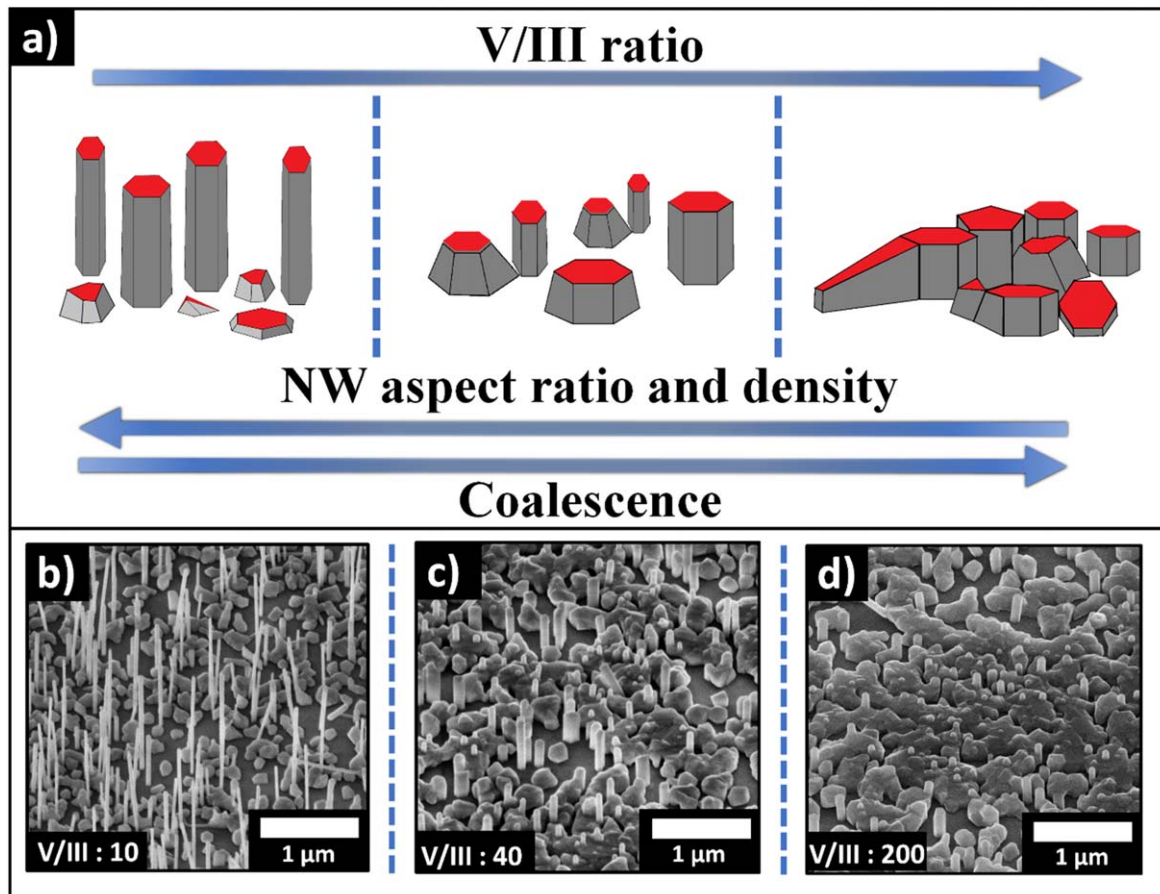 a)
V/III ratio
NW aspect ratio and density
Coalescence
b)
V/III : 10
1 μm
c)
V/III : 40
1 μm
d)
V/III : 200
1 μm